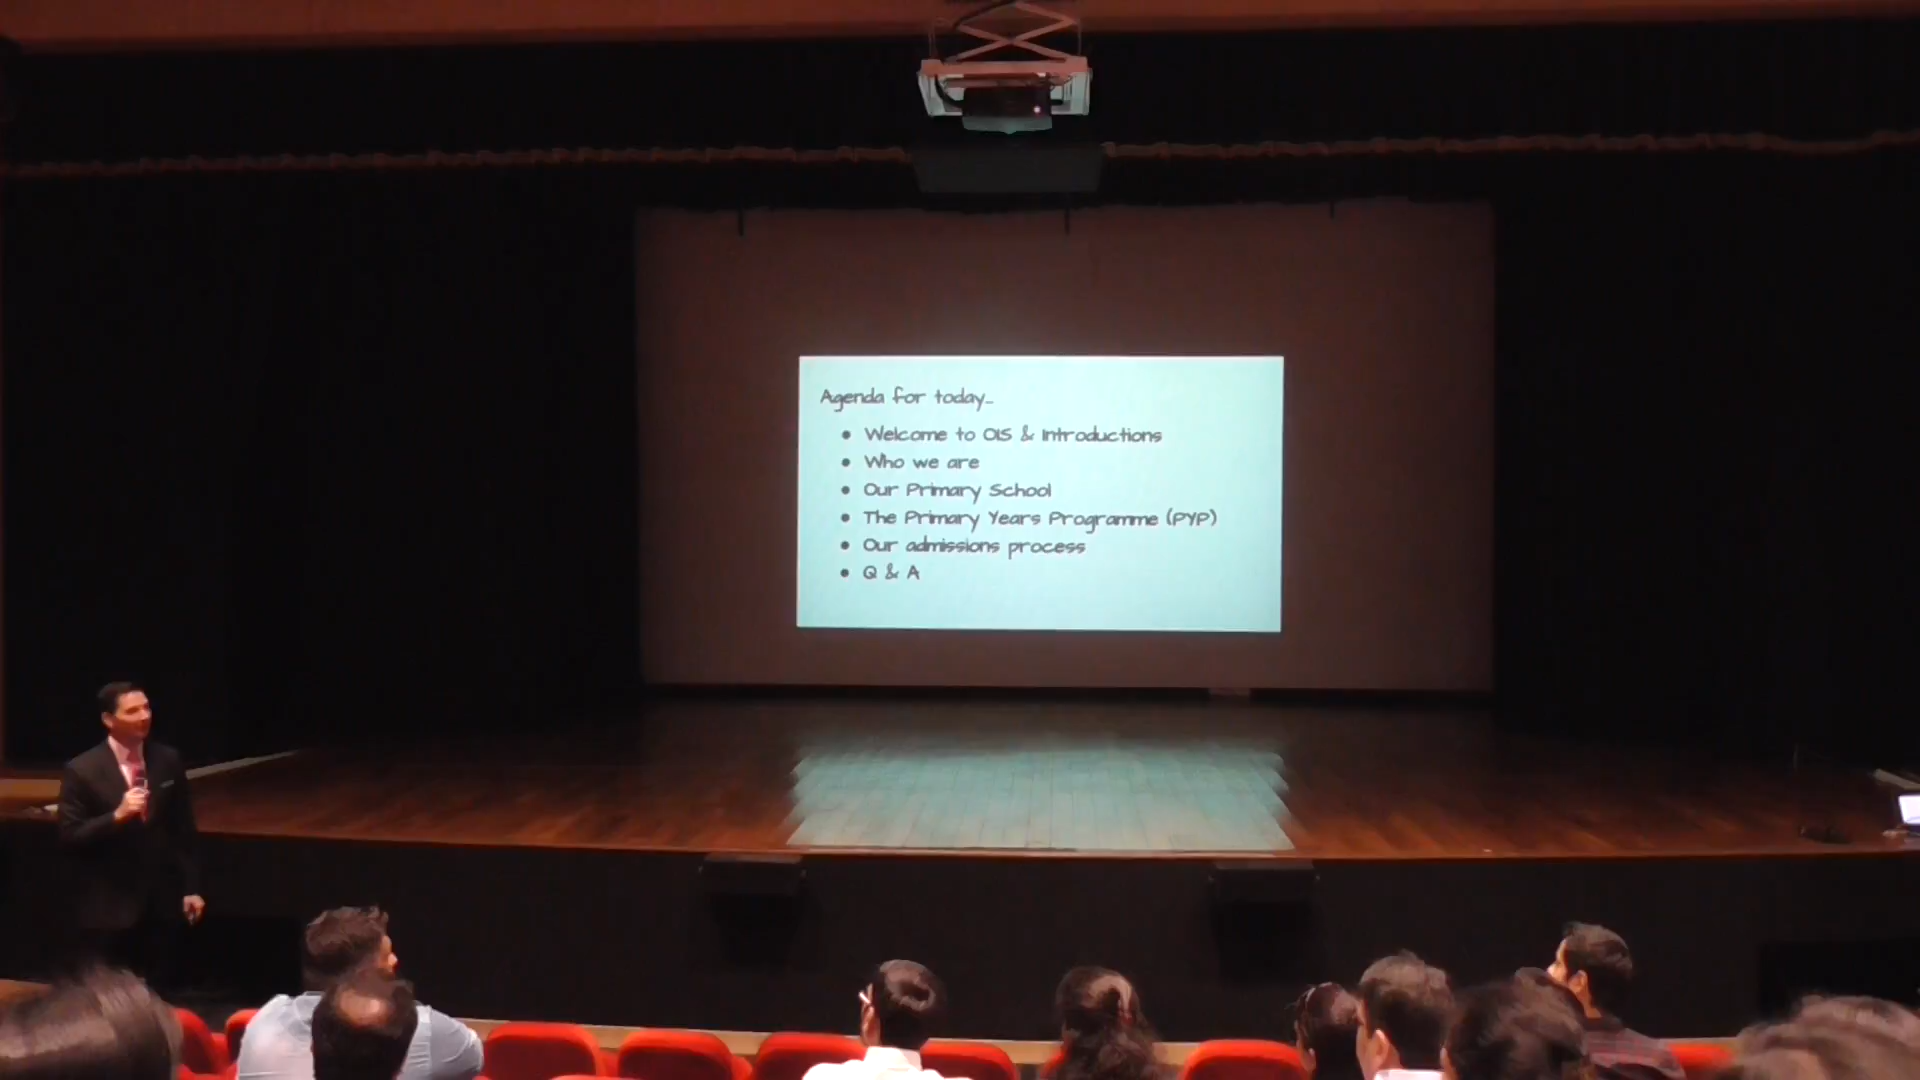 Agenda for today...
• Welcome to OIS & Introductions
• Who we are
• Our Primary School
• The Primary Years Programme (PYP)
• Our admissions process
• Q & A